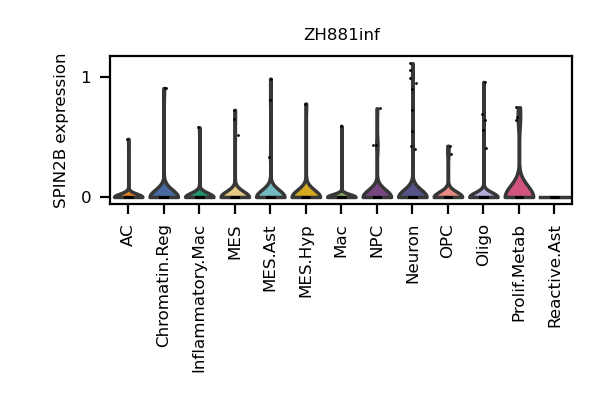 ZH881inf
SPIN2B expression
1
0
AC
Chromatin.Reg
Inflammatory.Mac
MES
MES.Ast
MES.Hyp
Mac
NPC
Neuron
OPC
Oligo
Prolif.Metab
Reactive.Ast